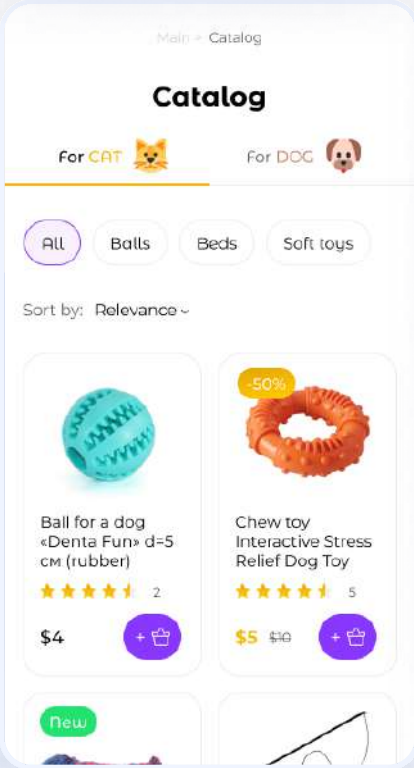 Main • Catalog
Catalog
For CAT
For DOG
All
Balls
Beds
Soft toys
Sort by: Relevance
-50%
Ball for a dog
«Denta Fun» d=5
см (rubber)
2
$4
+
Chew toy
Interactive Stress
Relief Dog Toy
5
$5 $10
+
New